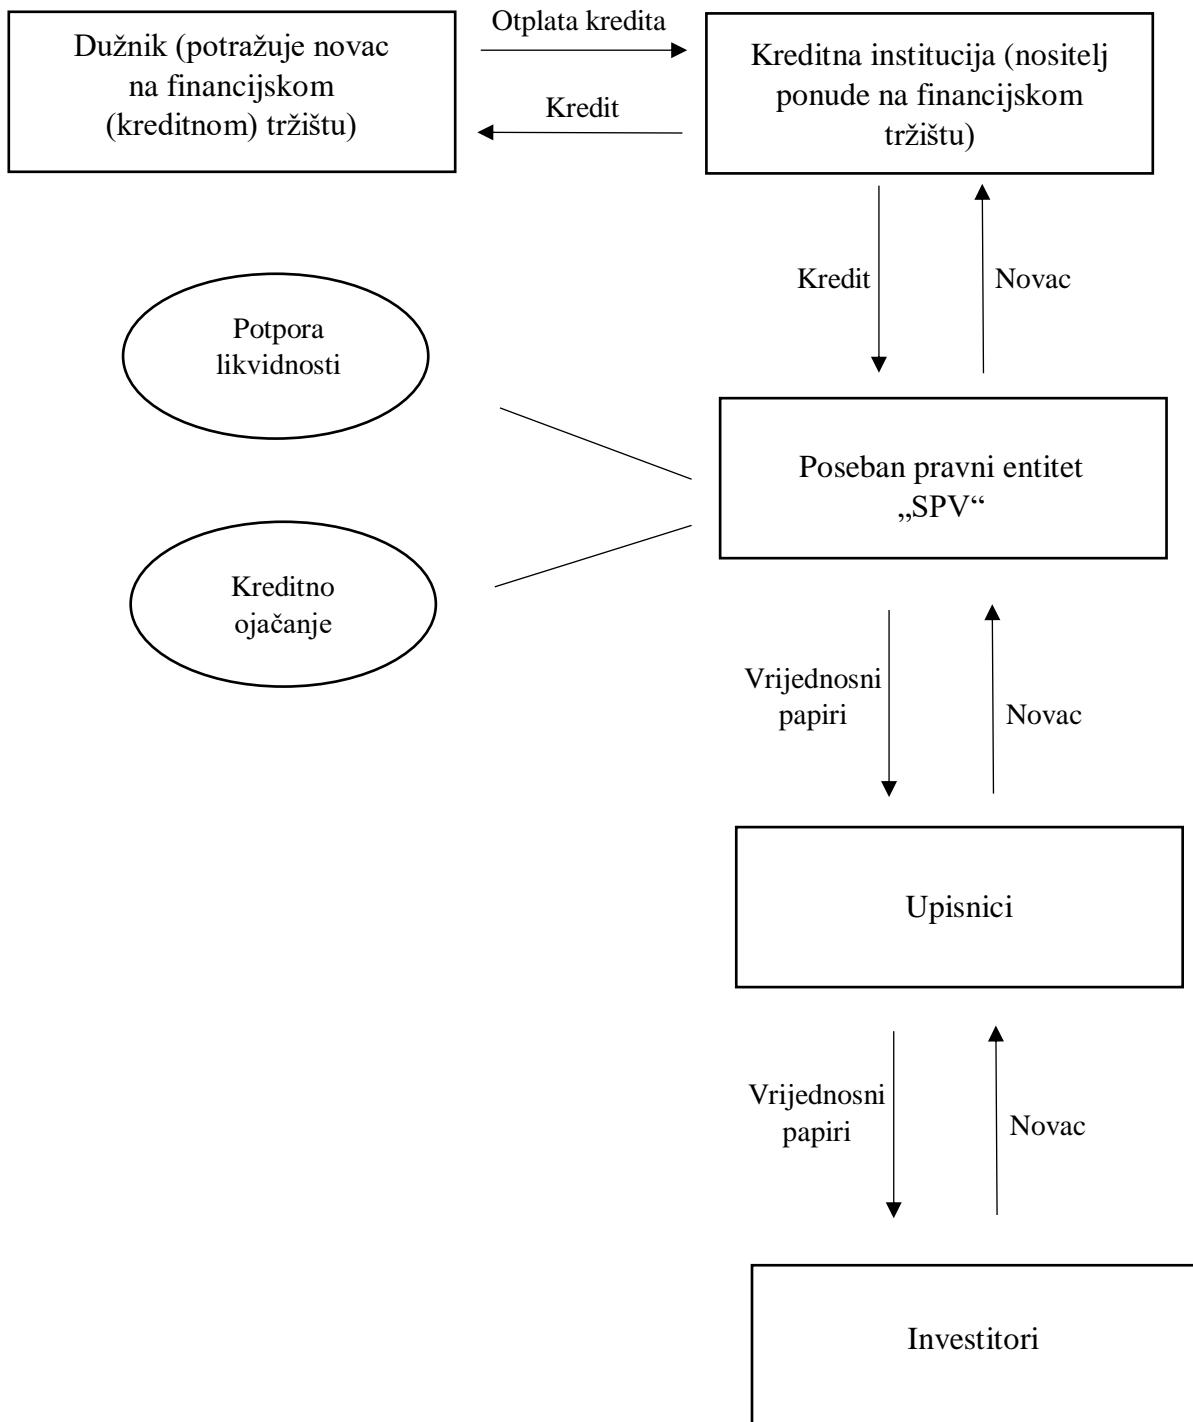 Otplata kredita
Dužnik (potražuje novac
na financijskom
(kreditnom) tržištu)
Kreditna institucija (nositelj
ponude na financijskom
tržištu)
Kredit
Kredit
Novac
Potpora
likvidnosti
Poseban pravni entitet
„SPV“
Kreditno
ojačanje
Vrijednosni
papiri
Novac
Upisnici
Vrijednosni
papiri
Novac
Investitori